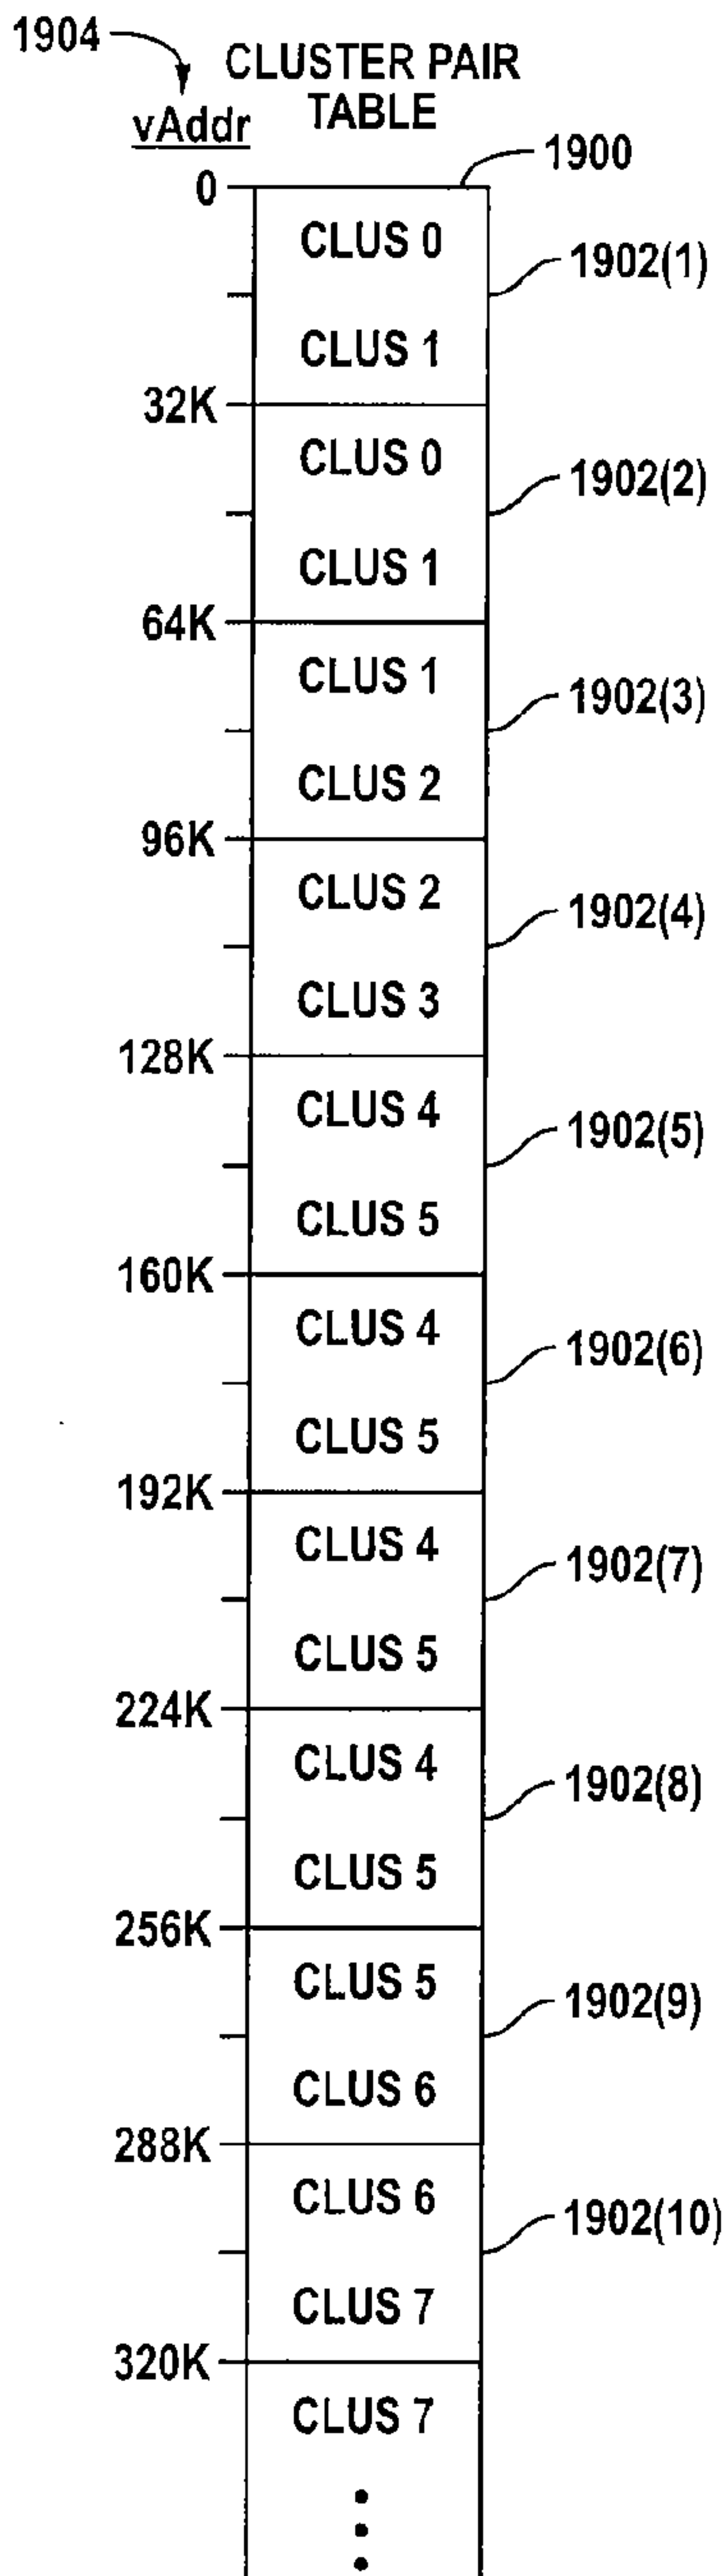 1904
CLUSTER PAIR
TABLE
vAddr
1900
0
CLUS 0
1902(1)
CLUS 1
32K
CLUS 0
1902(2)
CLUS 1
64K
CLUS 1
1902(3)
CLUS 2
96K
CLUS 2
1902(4)
CLUS 3
128K
CLUS 4
1902(5)
CLUS 5
160K
CLUS 4
1902(6)
CLUS 5
192K
CLUS 4
1902(7)
CLUS 5
224K
CLUS 4
1902(8)
CLUS 5
256K
CLUS 5
1902(9)
CLUS 6
288K
CLUS 6
1902(10)
CLUS 7
320K
CLUS 7